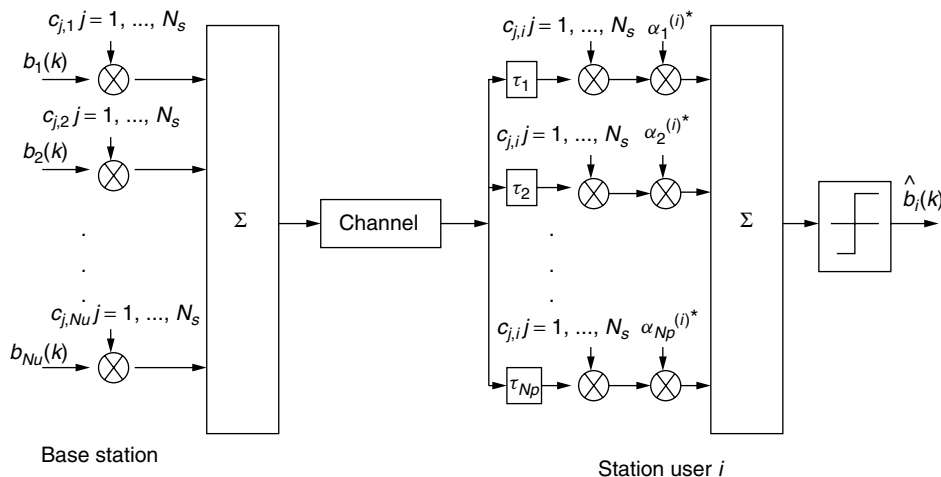 c_{j,1} j = 1, ..., N_s
b_1(k)
c_{j,2} j = 1, ..., N_s
b_2(k)
.
.
.
c_{j,Nu} j = 1, ..., N_s
b_{Nu}(k)
Σ
Base station
Channel
c_{j,i} j = 1, ..., N_s α_1^{(i)*}
τ_1
c_{j,i} j = 1, ..., N_s α_2^{(i)*}
τ_2
. .
. .
. .
c_{j,i} j = 1, ..., N_s α_{Np}^{(i)*}
τ_{Np}
Σ
Station user i
^
b_i(k)